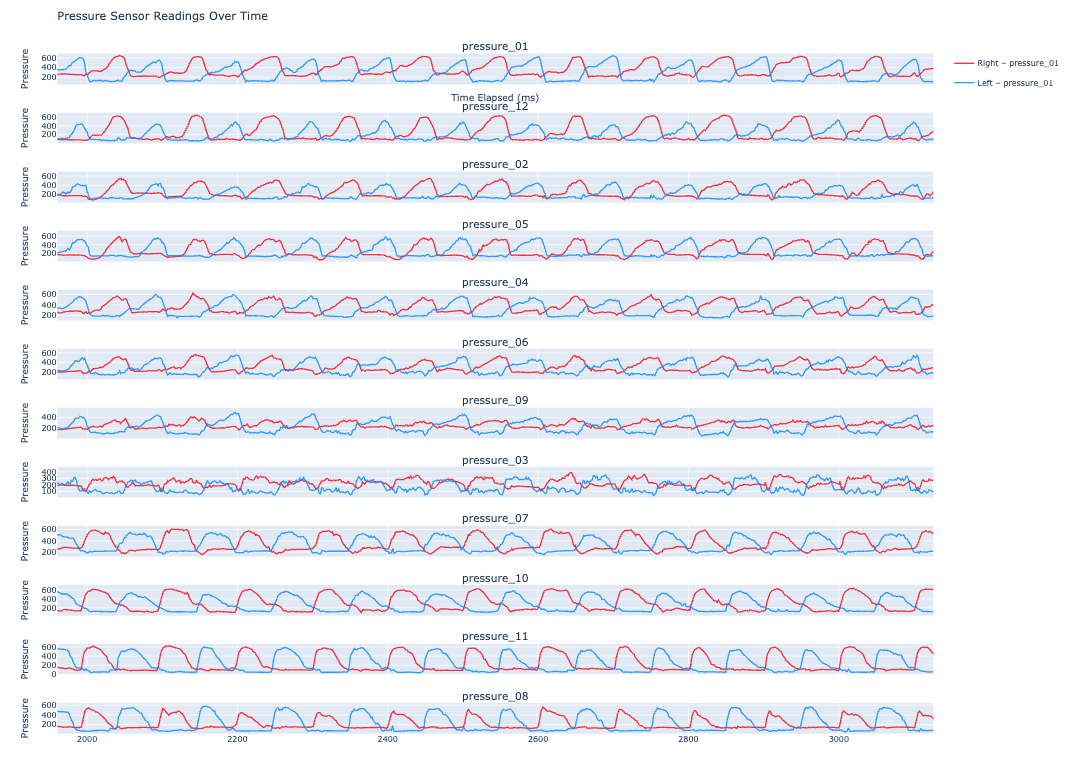 Pressure Sensor Readings Over Time
pressure_01
Pressure
600
400
200
Right − pressure_01
Left − pressure_01
Time Elapsed (ms)
pressure_12
Pressure
600
400
200
pressure_02
Pressure
600
400
200
pressure_05
Pressure
600
400
200
pressure_04
Pressure
600
400
200
pressure_06
Pressure
600
400
200
pressure_09
Pressure
400
200
pressure_03
Pressure
400
300
200
100
pressure_07
Pressure
600
400
200
pressure_10
Pressure
600
400
200
pressure_11
Pressure
600
400
200
0
pressure_08
Pressure
600
400
200
2000 2200 2400 2600 2800 3000